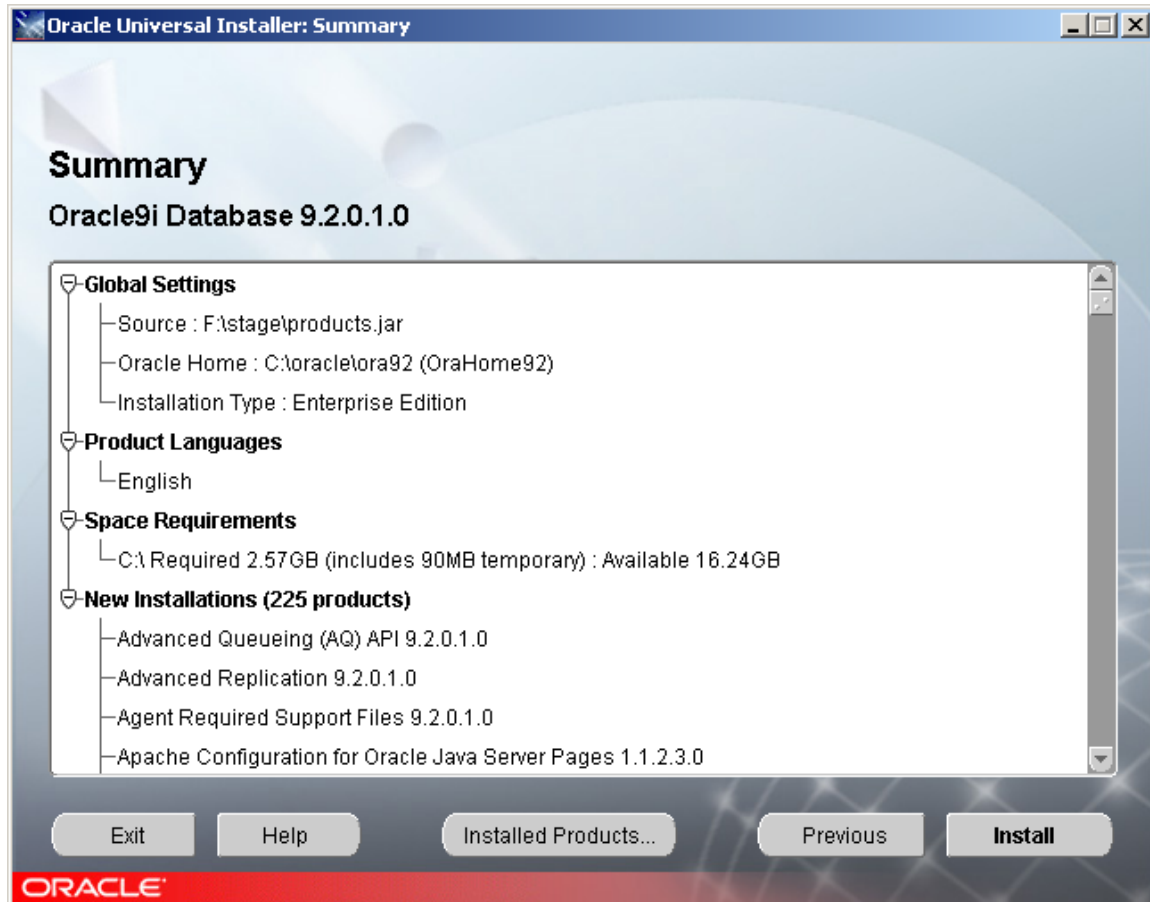 Oracle Universal Installer: Summary
Summary
Oracle9i Database 9.2.0.1.0
Global Settings
Source : F:\stage\products.jar
Oracle Home : C:\oracle\ora92 (OraHome92)
Installation Type : Enterprise Edition
Product Languages
English
Space Requirements
C:\ Required 2.57GB (includes 90MB temporary) : Available 16.24GB
New Installations (225 products)
Advanced Queueing (AQ) API 9.2.0.1.0
Advanced Replication 9.2.0.1.0
Agent Required Support Files 9.2.0.1.0
Apache Configuration for Oracle Java Server Pages 1.1.2.3.0
Exit Help Installed Products... Previous Install
ORACLE